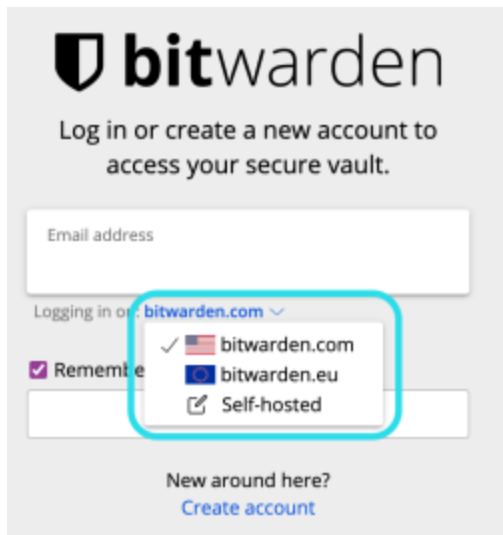 bitwarden
Log in or create a new account to
access your secure vault.
Email address
Logging in on: bitwarden.com
bitwarden.com
bitwarden.eu
Self-hosted
New around here?
Create account